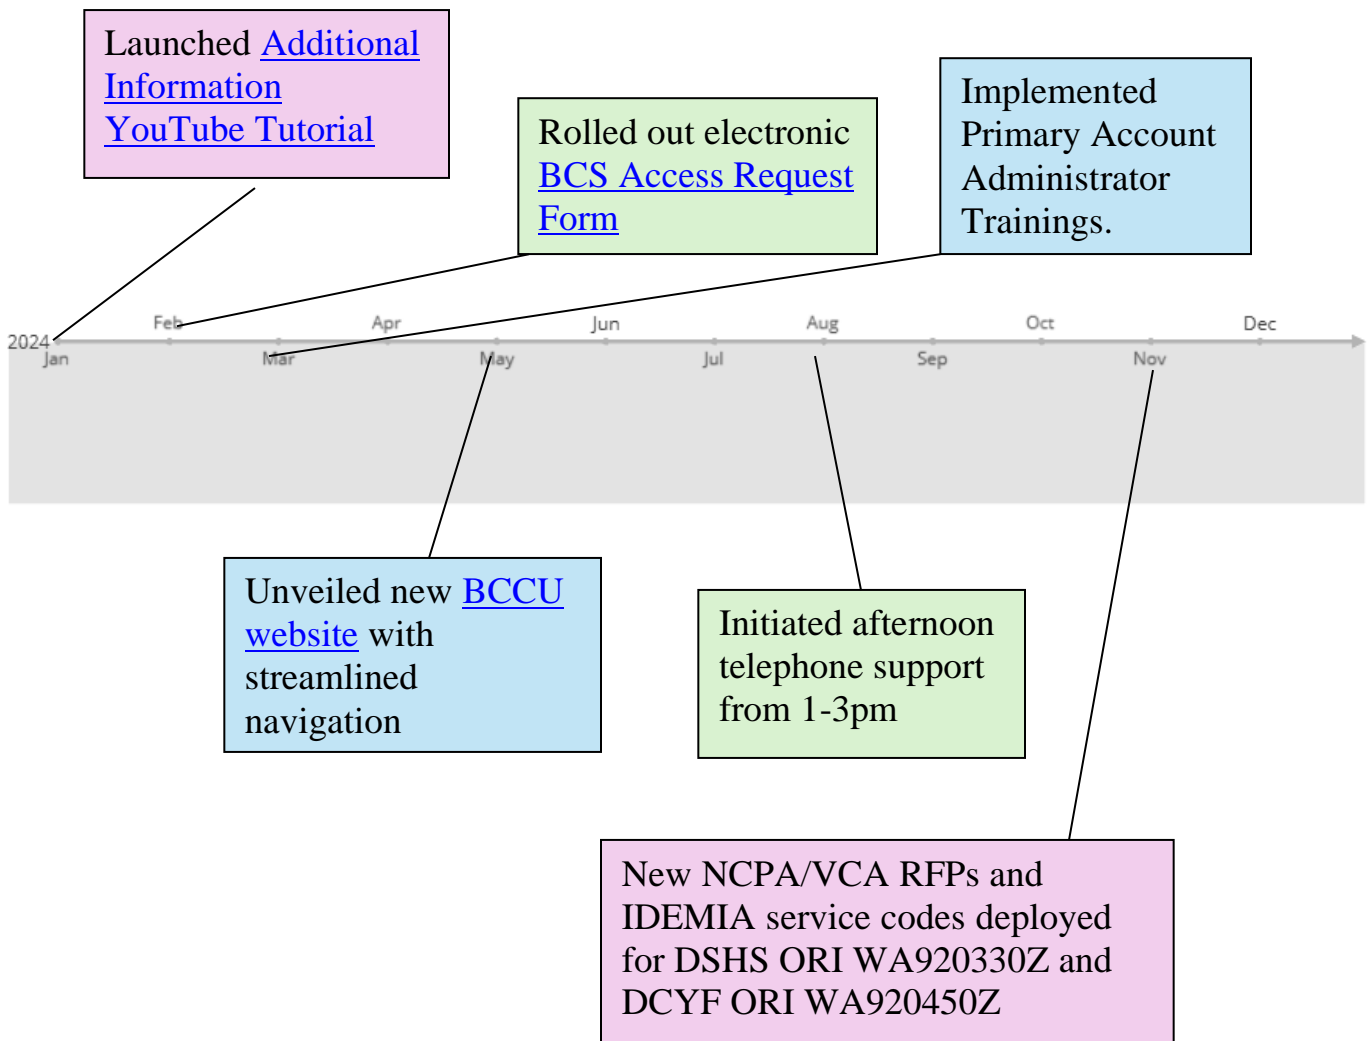 Launched Additional
Information
YouTube Tutorial
Rolled out electronic
BCS Access Request
Form
Implemented
Primary Account
Administrator
Trainings.
2024
Jan
Feb
Mar
Apr
May
Jun
Jul
Aug
Sep
Oct
Nov
Dec
Unveiled new BCCU
website with
streamlined
navigation
Initiated afternoon
telephone support
from 1-3pm
New NCPA/VCA RFPs and
IDEMIA service codes deployed
for DSHS ORI WA920330Z and
DCYF ORI WA920450Z